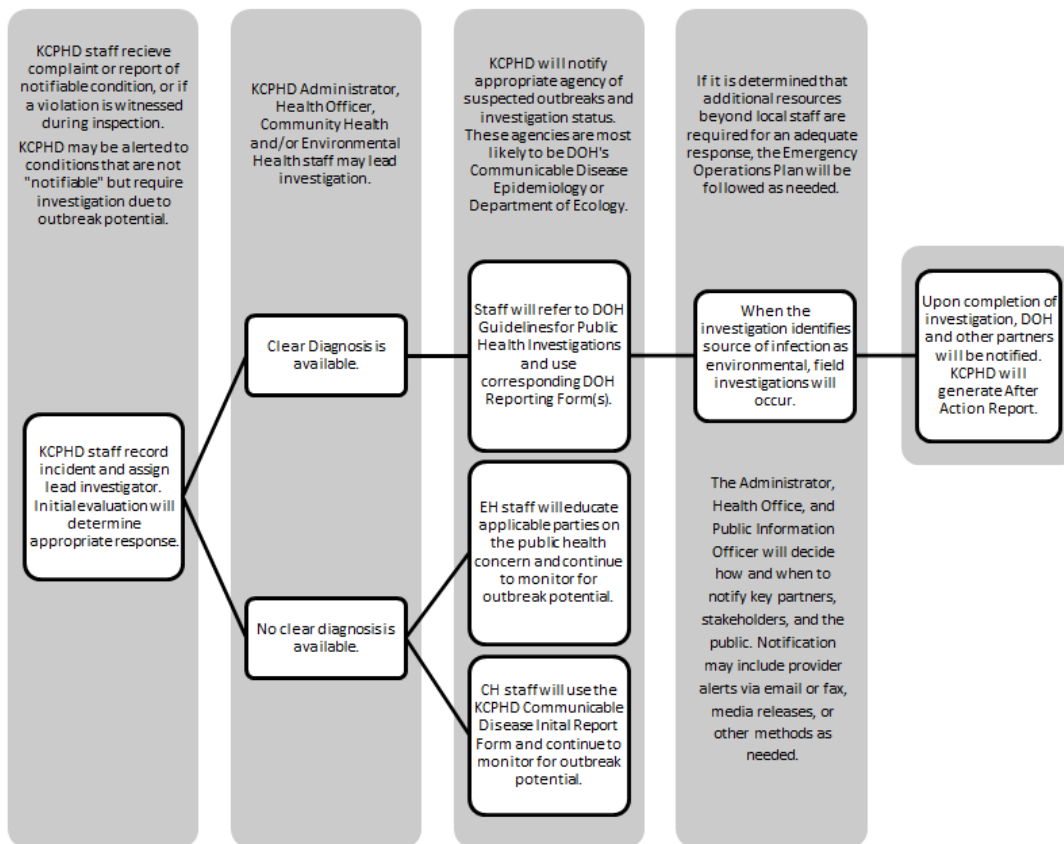 KCPHD staff recieve
complaint or report of
notifiable condition, or if
a violation is witnessed
during inspection.
KCPHD may be alerted to
conditions that are not
"notifiable" but require
investigation due to
outbreak potential.
KCPHD staff record
incident and assign
lead investigator.
Initial evaluation will
determine
appropriate response.
KCPHD Administrator,
Health Officer,
Community Health
and/or Environmental
Health staff may lead
investigation.
Clear Diagnosis is
available.
No clear diagnosis is
available.
KCPHD will notify
appropriate agency of
suspected outbreaks and
investigation status.
These agencies are most
likely to be DOH's
Communicable Disease
Epidemiology or
Department of Ecology.
Staff will refer to DOH
Guidelines for Public
Health Investigations
and use
corresponding DOH
Reporting Form(s).
EH staff will educate
applicable parties on
the public health
concern and continue
to monitor for
outbreak potential.
CH staff will use the
KCPHD Communicable
Disease Inital Report
Form and continue to
monitor for outbreak
potential.
If it is determined that
additional resources
beyond local staff are
required for an adequate
response, the Emergency
Operations Plan will be
followed as needed.
When the
investigation identifies
source of infection as
environmental, field
investigations will
occur.
The Administrator,
Health Office, and
Public Information
Officer will decide
how and when to
notify key partners,
stakeholders, and the
public. Notification
may include provider
alerts via email or fax,
media releases, or
other methods as
needed.
Upon completion of
investigation, DOH
and other partners
will be notified.
KCPHD will
generate After
Action Report.